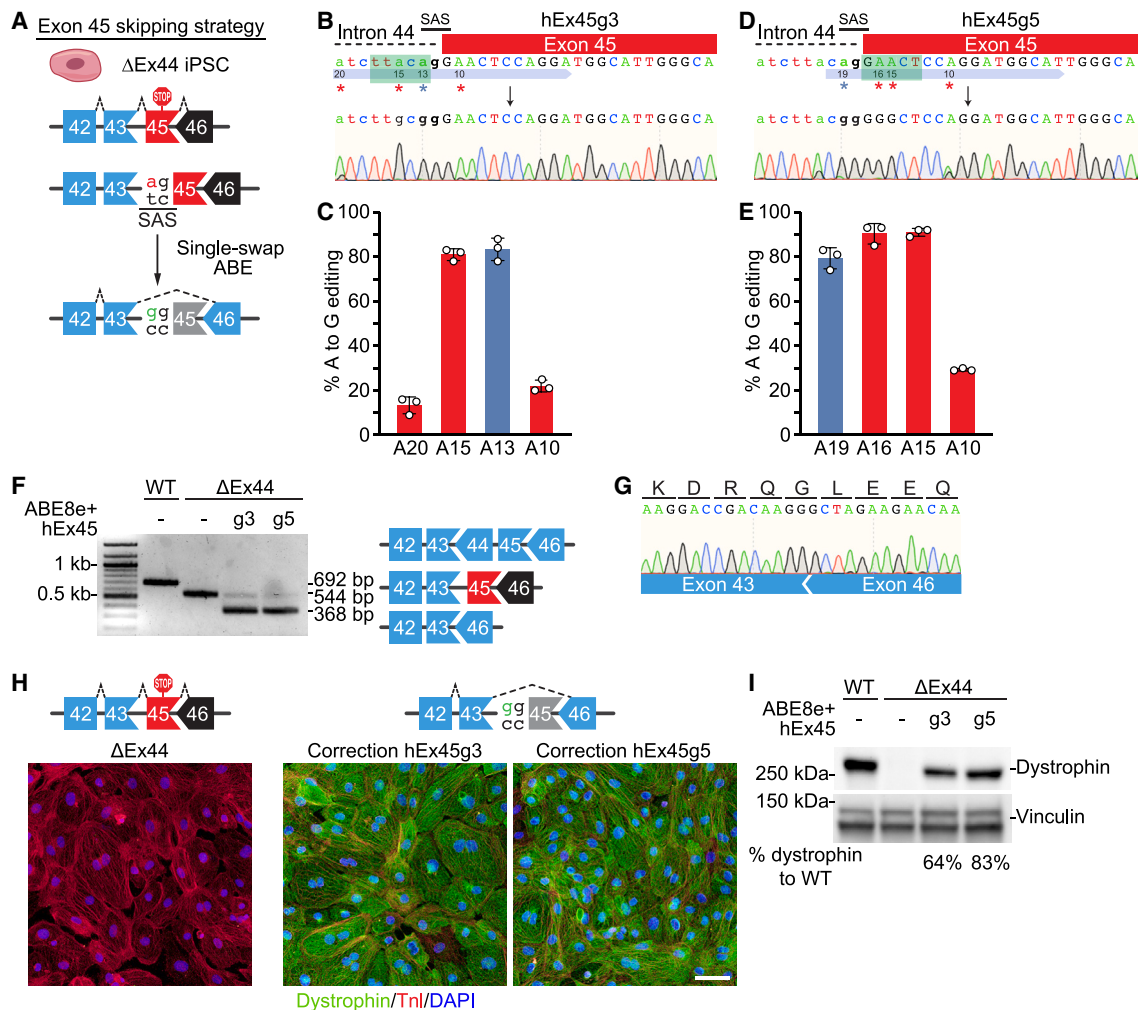 A
Exon 45 skipping strategy
ΔEx44 iPSC
STOP
42 43 45 46
ag
tc
42 43 45 46
SAS
Single-swap
ABE
gg
cc
42 43 45 46
B
SAS
hEx45g3
Intron 44
Exon 45
atcttacagGAACTCCAGGATGGCATTGGGCA
20 15 13 10
* * * *
atcttgcggGAACTCCAGGATGGCATTGGGCA
C
100
80
60
40
20
0
% A to G editing
A20 A15 A13 A10
D
SAS
hEx45g5
Intron 44
Exon 45
atcttacagGAACTCCAGGATGGCATTGGGCA
19 16 15 10
* * * *
atcttacggGGGCTCCAGGATGGCATTGGGCA
E
100
80
60
40
20
0
% A to G editing
A19 A16 A15 A10
F
WT ΔEx44
ABE8e+
hEx45
- - g3 g5
1 kb-
0.5 kb-
692 bp
544 bp
368 bp
42 43 44 45 46
42 43 45 46
42 43 46
G
K D R Q G L E E Q
AAGGACCGACAAGGGCTAGAAGAACAA
Exon 43 Exon 46
H
STOP
42 43 45 46
gg
cc
42 43 45 46
ΔEx44
Correction hEx45g3
Correction hEx45g5
Dystrophin/TnI/DAPI
I
WT ΔEx44
ABE8e+
hEx45
- - g3 g5
250 kDa-
-Dystrophin
150 kDa-
-Vinculin
% dystrophin
to WT
64% 83%